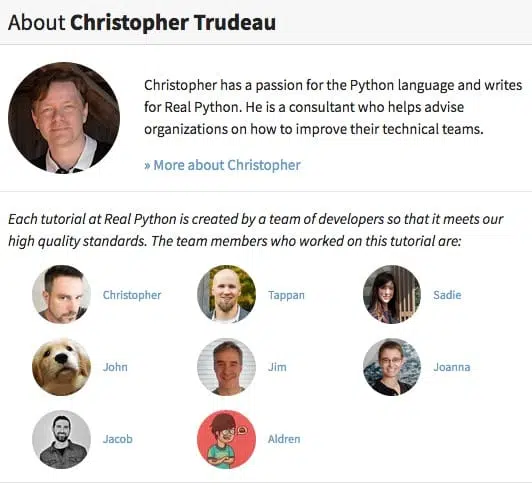 About Christopher Trudeau
Christopher has a passion for the Python language and writes
for Real Python. He is a consultant who helps advise
organizations on how to improve their technical teams.
» More about Christopher
Each tutorial at Real Python is created by a team of developers so that it meets our
high quality standards. The team members who worked on this tutorial are:
Christopher
Tappan
Sadie
John
Jim
Joanna
Jacob
Aldren